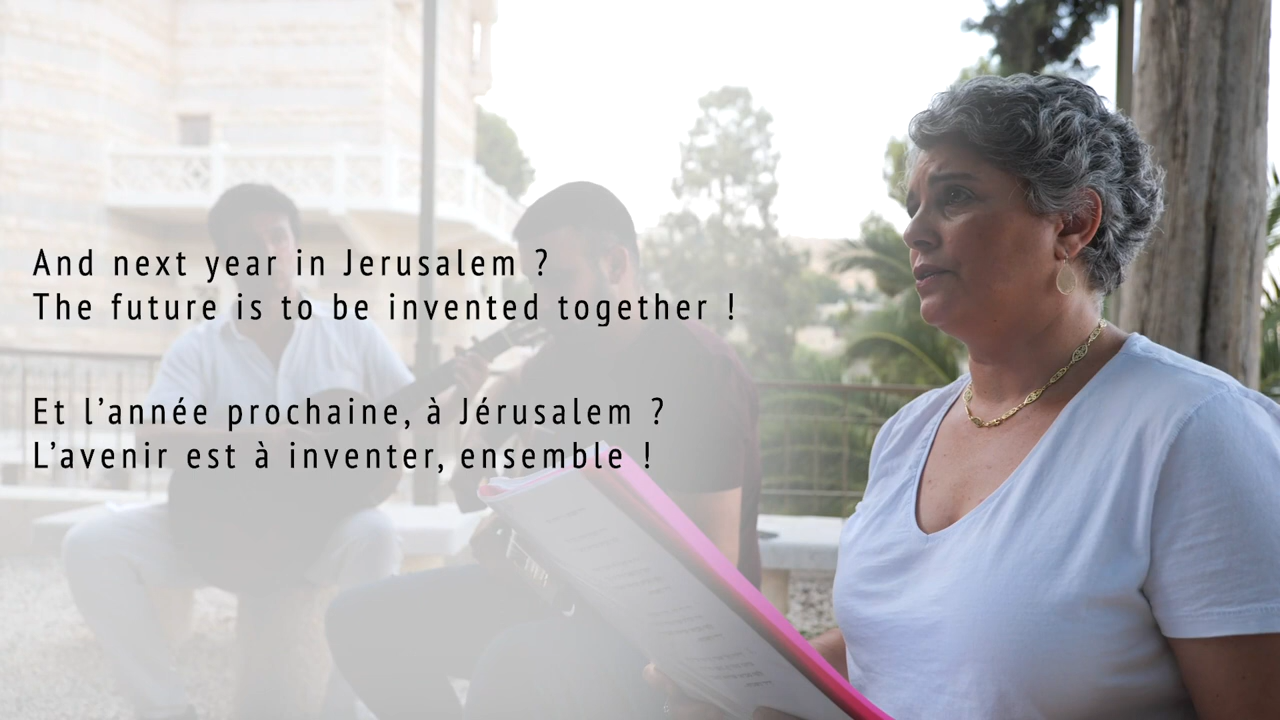 And next year in Jerusalem ?
The future is to be invented together !
Et l’année prochaine, à Jérusalem ?
L’avenir est à inventer, ensemble !